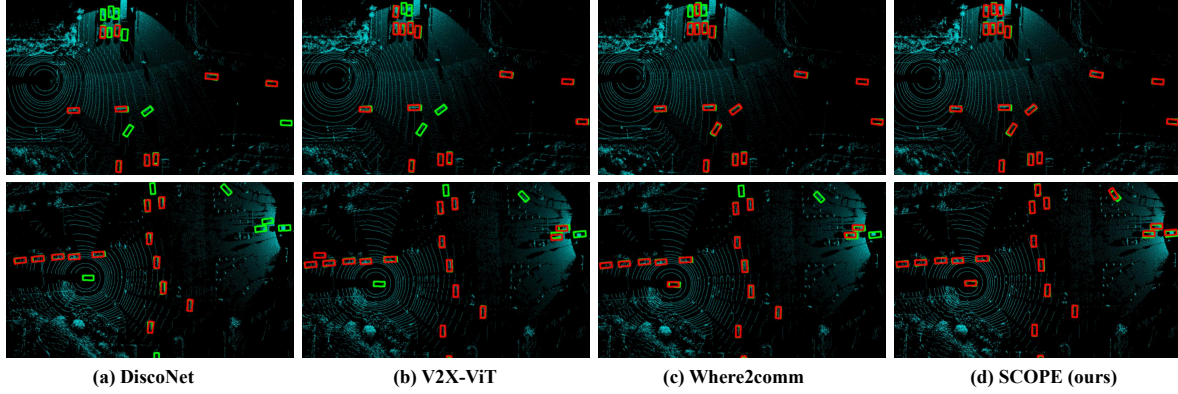 (a) DiscoNet
(b) V2X-ViT
(c) Where2comm
(d) SCOPE (ours)